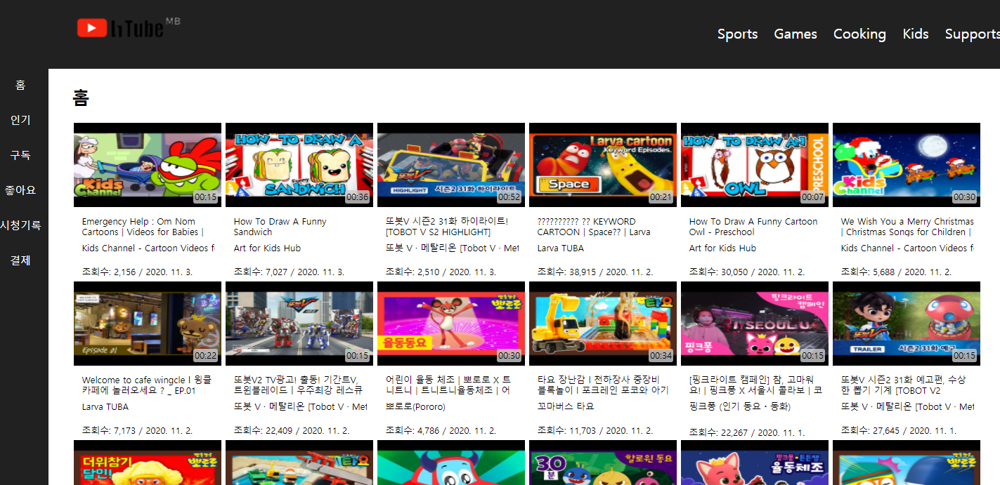 Tube MB
Sports Games Cooking Kids Supports
홈
인기
구독
좋아요
시청기록
결제
홈
Kids Channel
00:15
HOW TO DRAW A
Funny
SANDWiCH
00:36
또봇V
HIGHLIGHT 시즌2 31화 하이라이트
00:52
Larva cartoon
Keyword Episodes.
Space
00:21
HOW TO DRAW AN
OWL
PRESCHOOL
00:07
Kids Channel
00:30
Emergency Help : Om Nom
Cartoons | Videos for Babies |
Kids Channel - Cartoon Videos f
조회수: 2,156 / 2020. 11. 3.
How To Draw A Funny
Sandwich
Art for Kids Hub
조회수: 7,027 / 2020. 11. 3.
또봇V 시즌2 31화 하이라이트!
[TOBOT V S2 HIGHLIGHT]
또봇 V · 메탈리온 [Tobot V · Met
조회수: 2,510 / 2020. 11. 3.
?????????? ?? KEYWORD
CARTOON | Space?? | Larva
Larva TUBA
조회수: 38,915 / 2020. 11. 2.
How To Draw A Funny Cartoon
Owl - Preschool
Art for Kids Hub
조회수: 30,050 / 2020. 11. 2.
We Wish You a Merry Christmas
| Christmas Songs for Children |
Kids Channel - Cartoon Videos f
조회수: 5,688 / 2020. 11. 2.
Episode 01
00:22
또봇V
00:15
뽀로로
율동동요
00:30
타요
00:34
핑크라이트
캠페인
I SEOUL U
핑크퐁
00:15
TRAILER 시즌2 31화 예고
00:15
Welcome to cafe wingcle l 윙클
카페에 놀러오세요 ? _ EP.01
Larva TUBA
조회수: 7,173 / 2020. 11. 2.
또봇V2 TV광고! 출동! 기간트V,
트윈블레이드 | 우주최강 레스큐
또봇 V · 메탈리온 [Tobot V · Met
조회수: 22,409 / 2020. 11. 2.
어린이 율동 체조 | 뽀로로 X 트
니트니 | 트니트니율동체조 | 어
뽀로로(Pororo)
조회수: 4,786 / 2020. 11. 2.
타요 장난감 l 천하장사 중장비
블록놀이 l 포크레인 포코와 아기
꼬마버스 타요
조회수: 11,703 / 2020. 11. 2.
[핑크라이트 캠페인] 참, 고마워
요! | 핑크퐁 X 서울시 콜라보 | 코
핑크퐁 (인기 동요・동화)
조회수: 22,267 / 2020. 11. 1.
또봇V 시즌2 31화 예고편, 수상
한 뽑기 기계 [TOBOT V2
또봇 V · 메탈리온 [Tobot V · Met
조회수: 27,645 / 2020. 11. 1.
더위참기
달인!
뽀로로
타요
30분
할로윈 동요
핑크퐁·튼튼쌤
율동체조
뽀로로